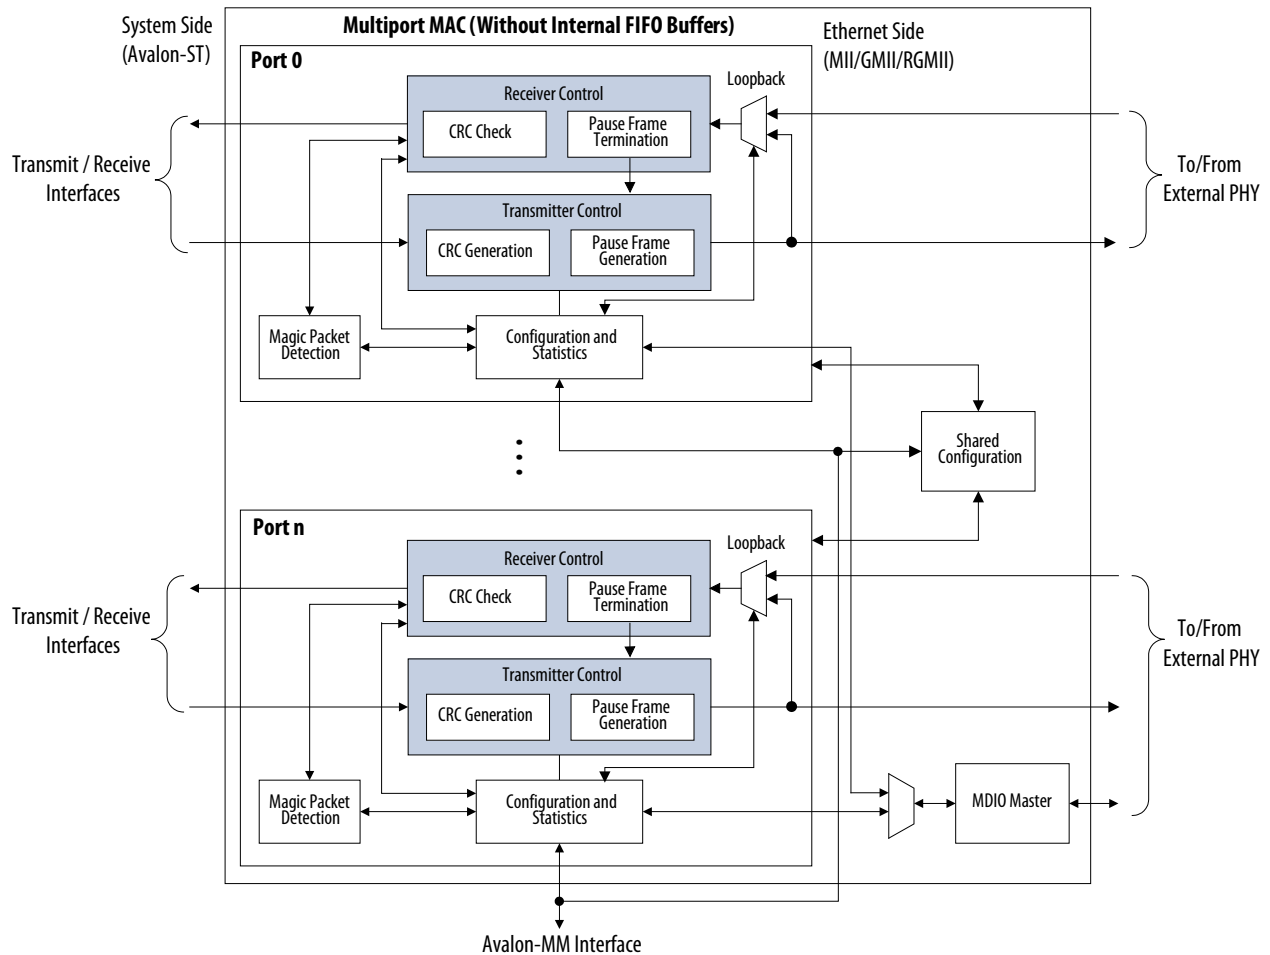 System Side
(Avalon-ST)
Multiport MAC (Without Internal FIFO Buffers)
Ethernet Side
(MII/GMII/RGMII)
Port 0
Loopback
Receiver Control
CRC Check
Pause Frame
Termination
Transmit / Receive
Interfaces
To/From
External PHY
Transmitter Control
CRC Generation
Pause Frame
Generation
Magic Packet
Detection
Configuration and
Statistics
Shared
Configuration
Port n
Loopback
Receiver Control
CRC Check
Pause Frame
Termination
Transmit / Receive
Interfaces
To/From
External PHY
Transmitter Control
CRC Generation
Pause Frame
Generation
Magic Packet
Detection
Configuration and
Statistics
MDIO Master
Avalon-MM Interface